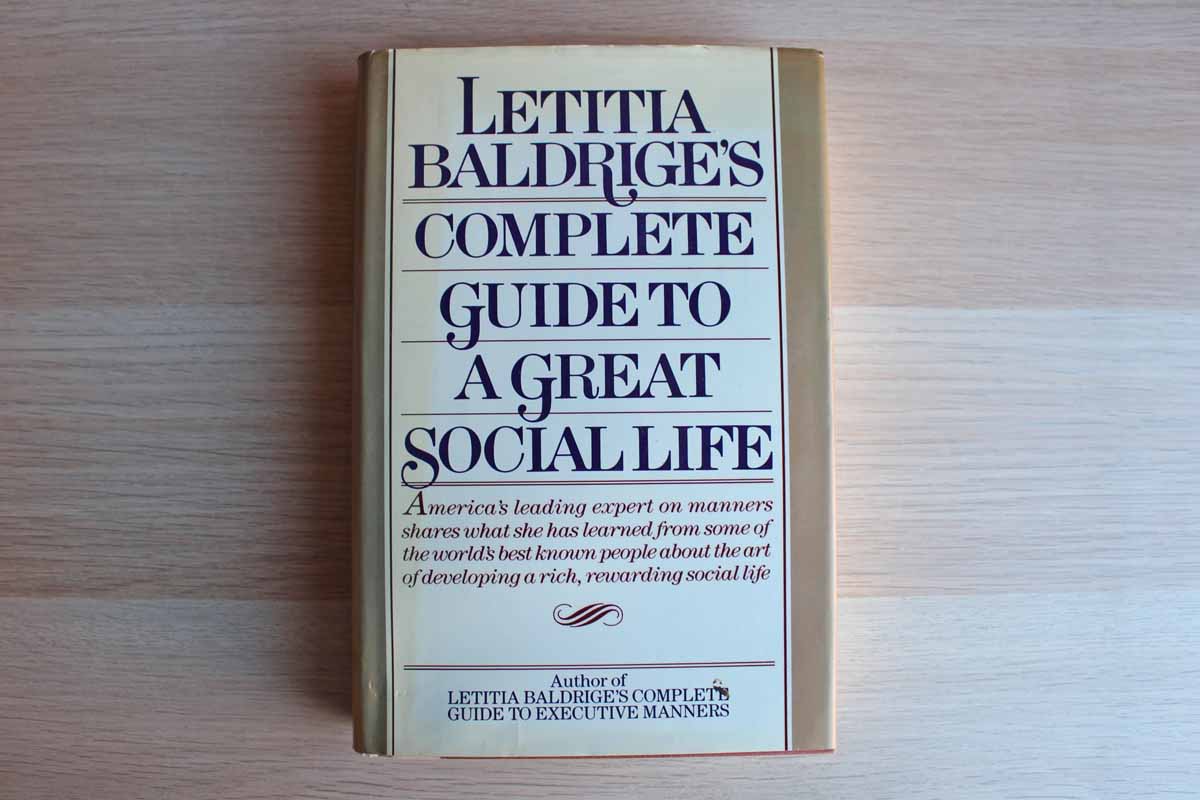 LETITIA
BALDRIGE'S
COMPLETE
GUIDE TO
A GREAT
SOCIAL LIFE
America's leading expert on manners
shares what she has learned from some of
the world's best known people about the art
of developing a rich, rewarding social life
Author of
LETITIA BALDRIGE'S COMPLETE
GUIDE TO EXECUTIVE MANNERS